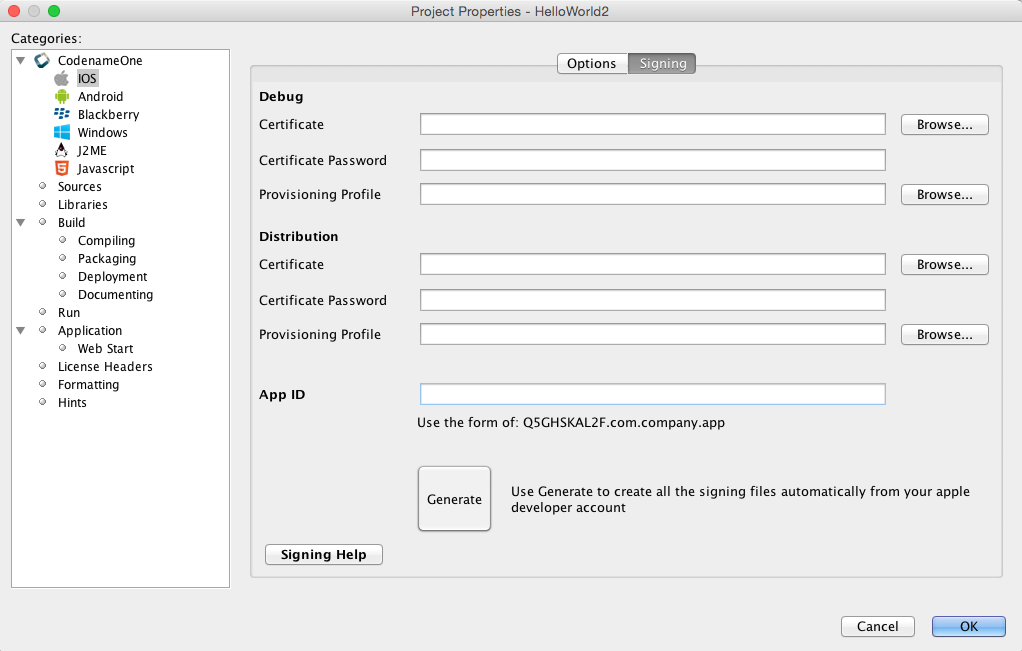 Project Properties - HelloWorld2
Categories:
CodenameOne
IOS
Android
Blackberry
Windows
J2ME
Javascript
Sources
Libraries
Build
Compiling
Packaging
Deployment
Documenting
Run
Application
Web Start
License Headers
Formatting
Hints
Options Signing
Debug
Certificate Browse...
Certificate Password
Provisioning Profile Browse...
Distribution
Certificate Browse...
Certificate Password
Provisioning Profile Browse...
App ID
Use the form of: Q5GHSKAL2F.com.company.app
Generate
Use Generate to create all the signing files automatically from your apple
developer account
Signing Help
Cancel OK